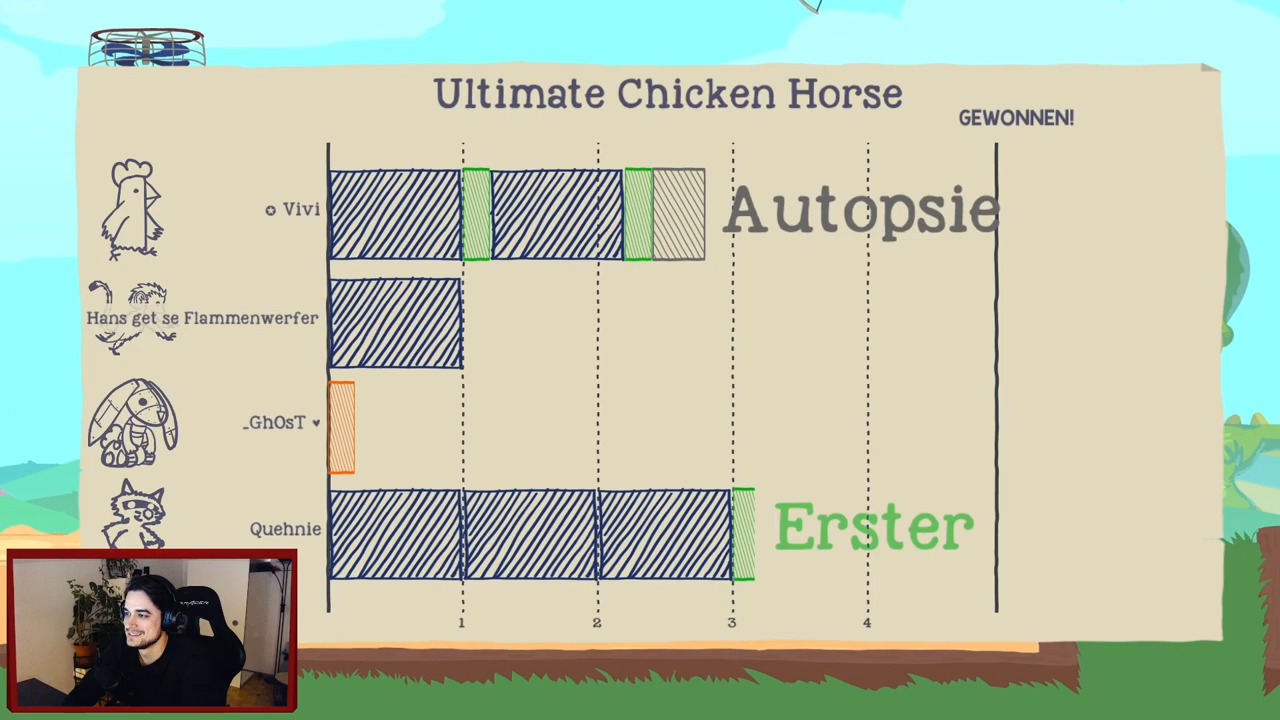 Ultimate Chicken Horse
GEWONNEN!
✪ Vivi
Autopsie
Hans get se Flammenwerfer
_GhOsT ♥
Quehnie
Erster
1 2 3 4